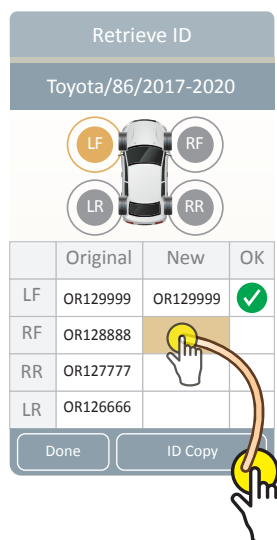 Retrieve ID
Toyota/86/2017-2020
LF RF
LR RR
Original New OK
LF OR129999 OR129999
RF OR128888
RR OR127777
LR OR126666
Done ID Copy